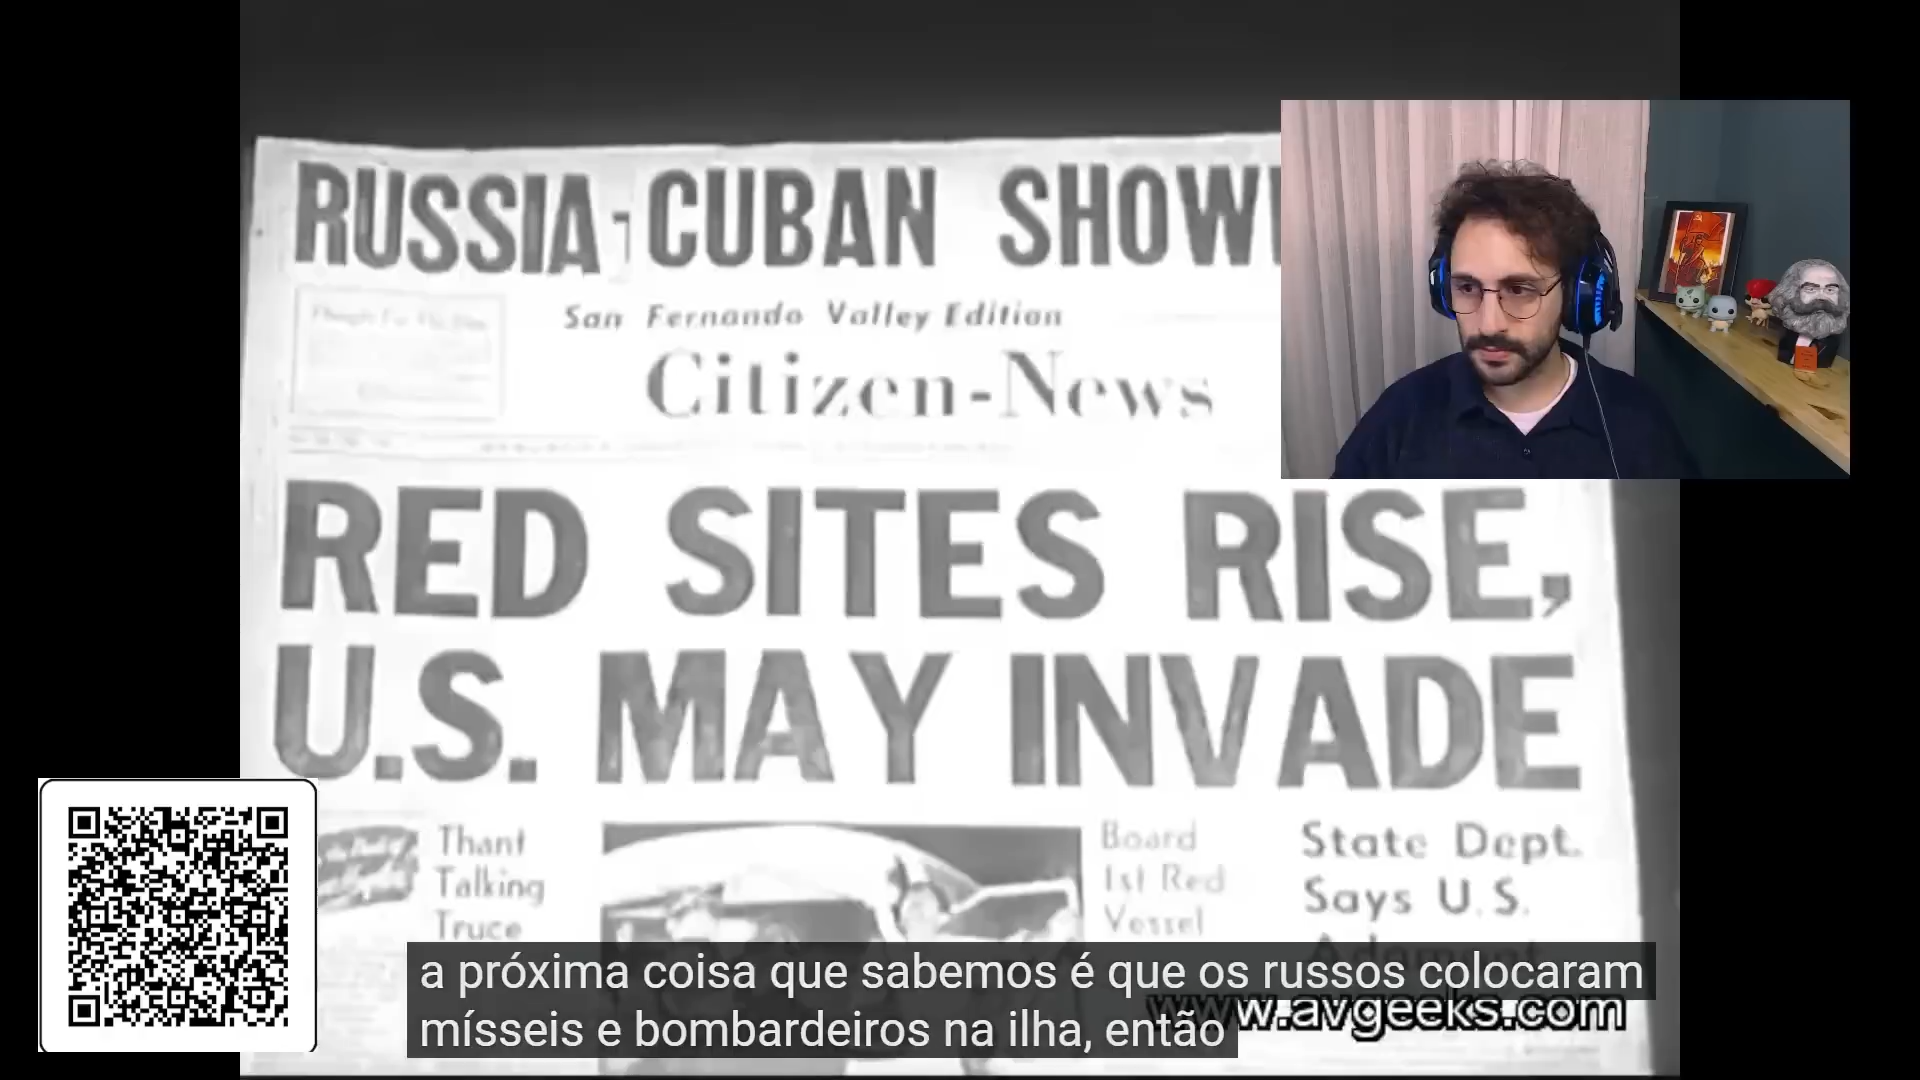 RUSSIA-CUBAN SHOW
San Fernando Valley Edition
Citizen-News
RED SITES RISE,
U.S. MAY INVADE
Thant
Talking
Truce
Board
1st Red
Vessel
State Dept.
Says U.S.
Adamant
a próxima coisa que sabemos é que os russos colocaram
mísseis e bombardeiros na ilha, então
www.avgeeks.com